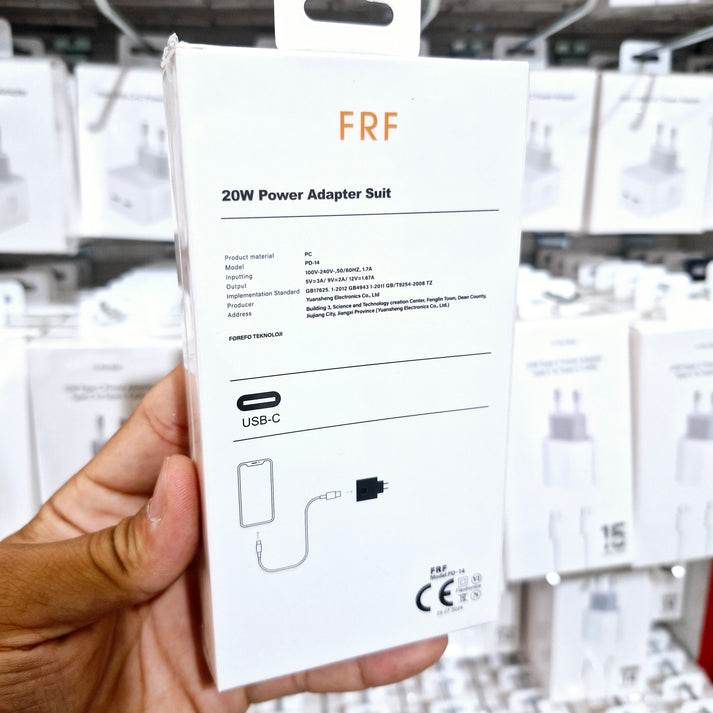 FRF
20W Power Adapter Suit
Product material PC
Model PD-14
Inputting 100V-240V-,50/60HZ, 1.2A
Output 5V=3A/ 9V=2A/ 12V=1.67A
Implementation Standard GB17625. 1-2012 GB4943 1-2011 GB/T9254-2008 TZ
Producer Yuansheng Electronics Co., Ltd
Address Building 3, Science and Technology creation Center, Fenglin Town, Dean County,
Jiujiang City, Jiangxi Province (Yuansheng Electronics Co., Ltd.)
FOREFO TEKNOLOJI
USB-C
FRF
Model:PD-14
CE
15